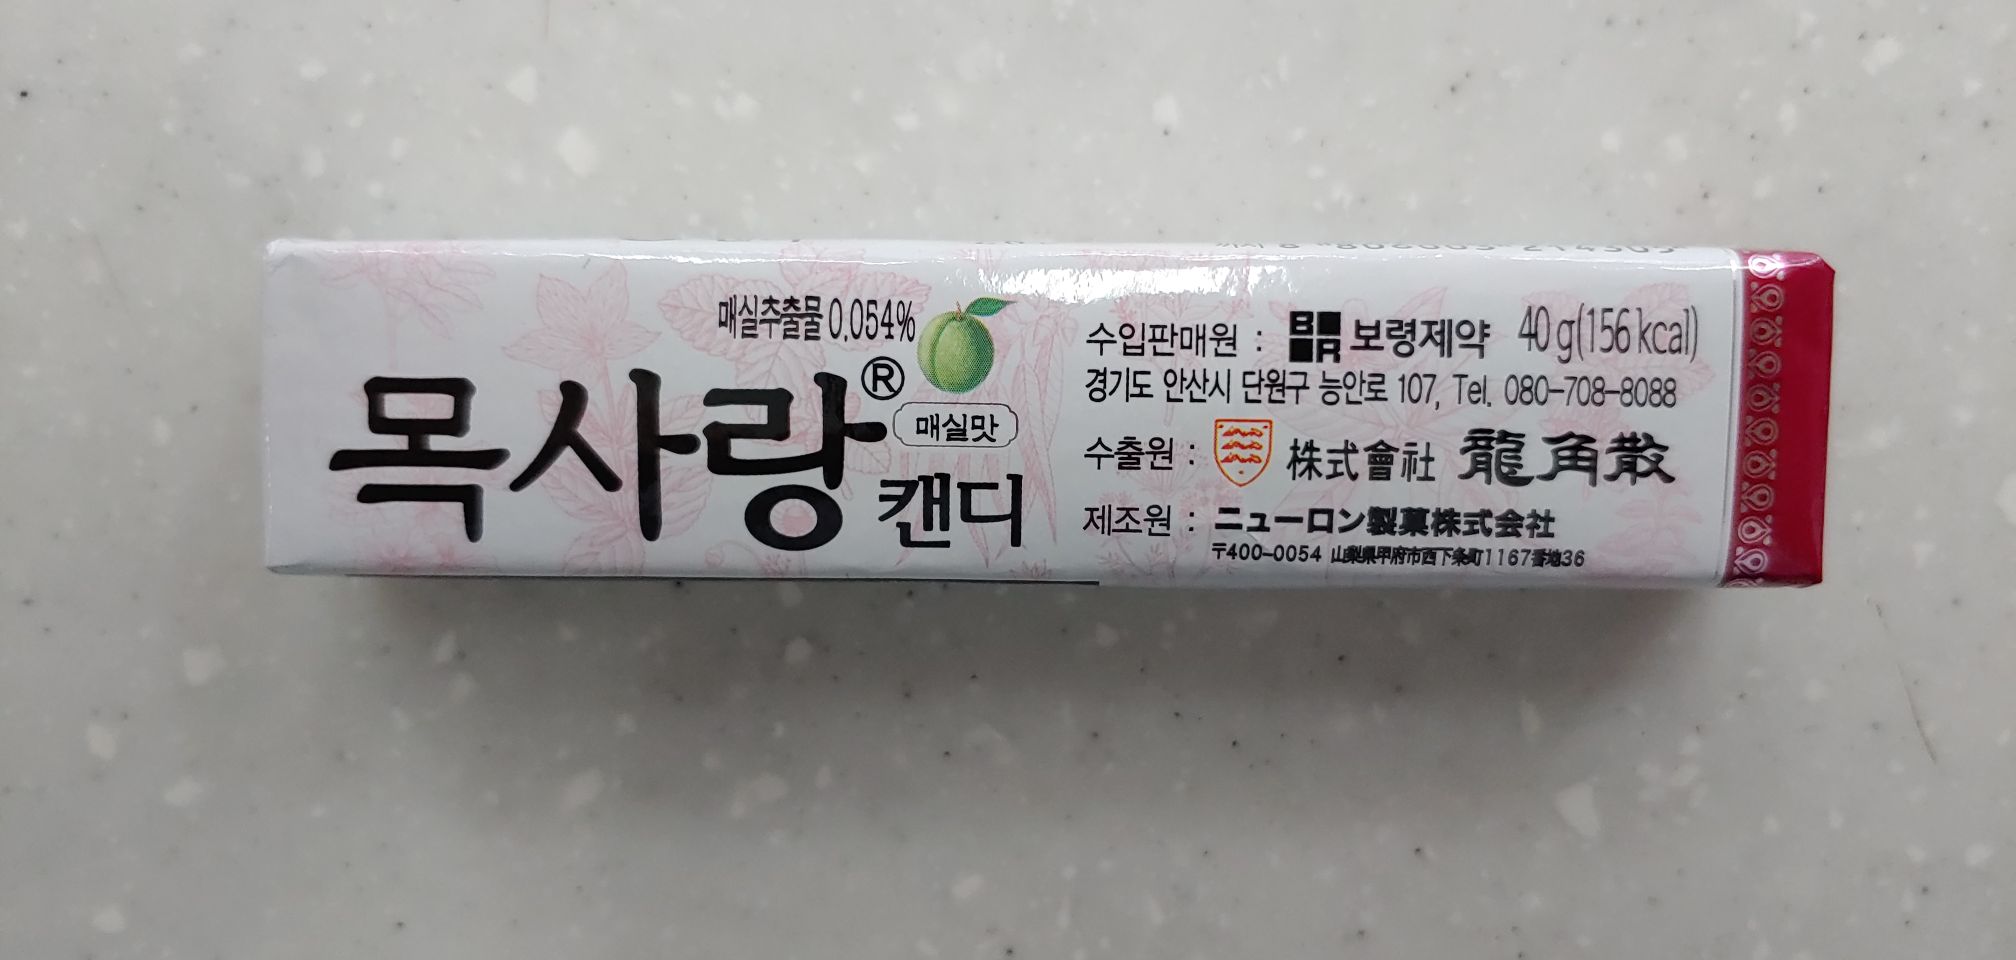 매실추출물 0.054%
목사랑®
매실맛
캔디
수입판매원 : BR 보령제약 40 g(156 kcal)
경기도 안산시 단원구 능안로 107, Tel. 080-708-8088
수출원 : 株式會社 龍角散
제조원 : ニューロン製菓株式会社
〒400-0054 山梨県甲府市西下条町1167番地36